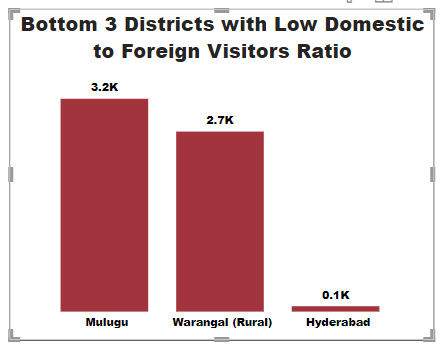 Bottom 3 Districts with Low Domestic
to Foreign Visitors Ratio
3.2K
2.7K
0.1K
Mulugu
Warangal (Rural)
Hyderabad